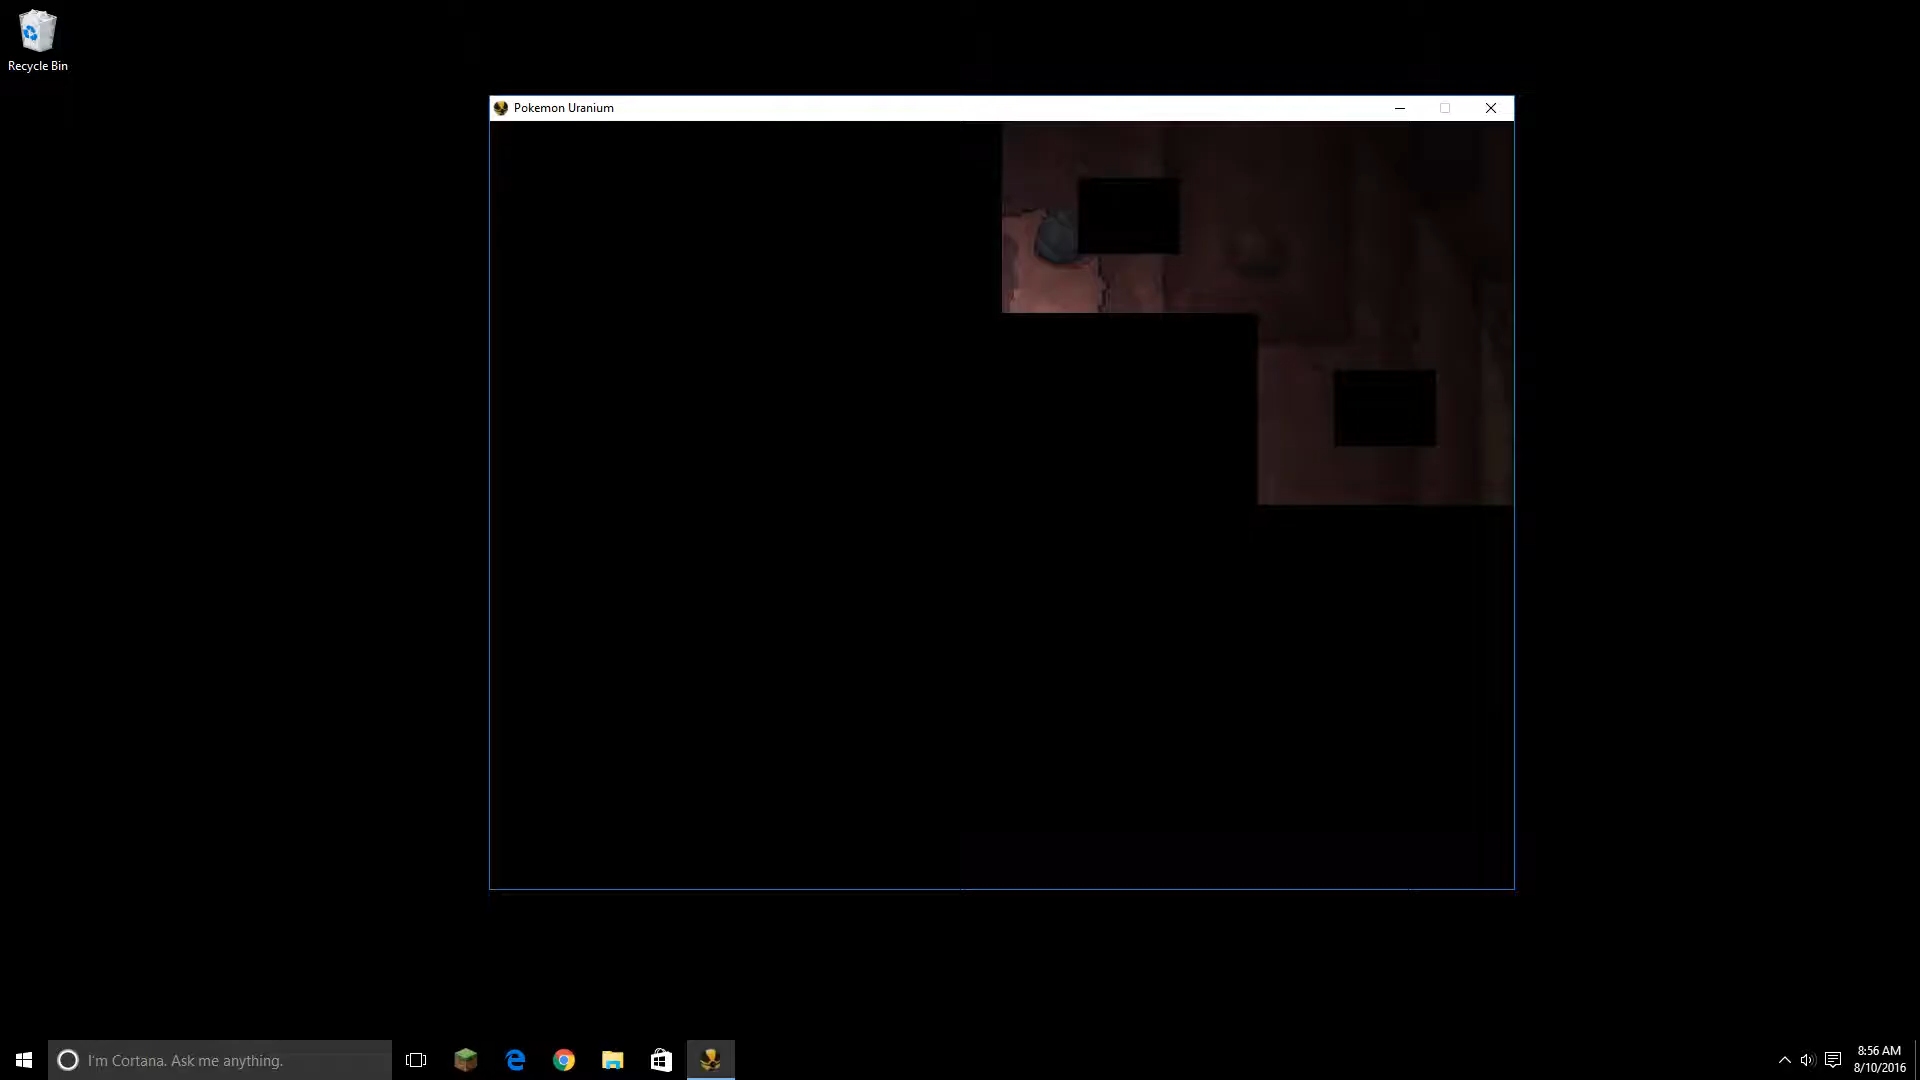 Recycle Bin
Pokemon Uranium
I'm Cortana. Ask me anything.
8:56 AM
8/10/2016